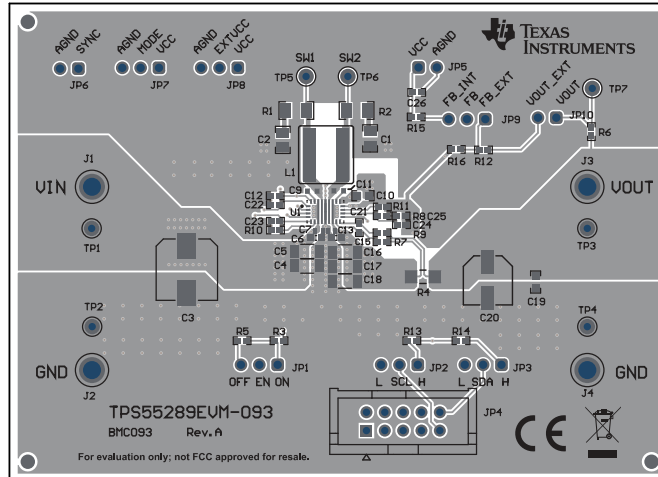 AGND
SYNC
JP6
AGND
MODE
VCC
JP7
AGND
EXTVCC
VCC
JP8
SW1
SW2
TP5
TP6
VCC
AGND
JP5
TEXAS
INSTRUMENTS
C26
R15
FB_INT
FB
FB_EXT
JP9
VOUT_EXT
VOUT
JP10
TP7
R6
R1
R2
C2
C1
L1
R16
R12
J1
VIN
TP1
J3
VOUT
TP3
C9
C11
C12
C22
C10
R11
U1
C21
R8
C25
C24
C23
R10
R9
C7
C13
C6
C15
R7
C5
C16
C4
C17
C18
R4
C3
C20
C19
TP2
TP4
GND
J2
GND
J4
R5
R3
JP1
OFF EN ON
R13
R14
JP2
L SCL H
JP3
L SDA H
JP4
TPS55289EVM-093
BMC093 Rev.A
For evaluation only; not FCC approved for resale.
CE